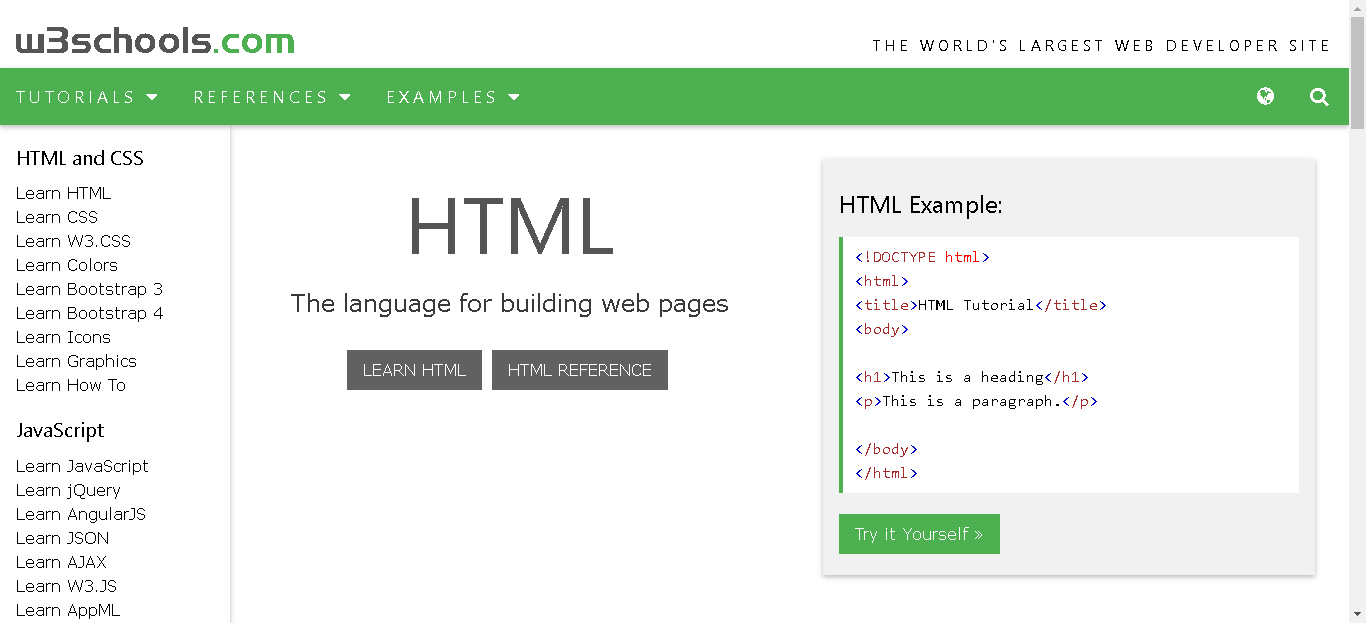 w3schools.com
THE WORLD'S LARGEST WEB DEVELOPER SITE
TUTORIALS REFERENCES EXAMPLES
HTML and CSS
Learn HTML
Learn CSS
Learn W3.CSS
Learn Colors
Learn Bootstrap 3
Learn Bootstrap 4
Learn Icons
Learn Graphics
Learn How To
JavaScript
Learn JavaScript
Learn jQuery
Learn AngularJS
Learn JSON
Learn AJAX
Learn W3.JS
Learn AppML
HTML
The language for building web pages
LEARN HTML HTML REFERENCE
HTML Example:
<!DOCTYPE html>
<html>
<title>HTML Tutorial</title>
<body>
<h1>This is a heading</h1>
<p>This is a paragraph.</p>
</body>
</html>
Try it Yourself »